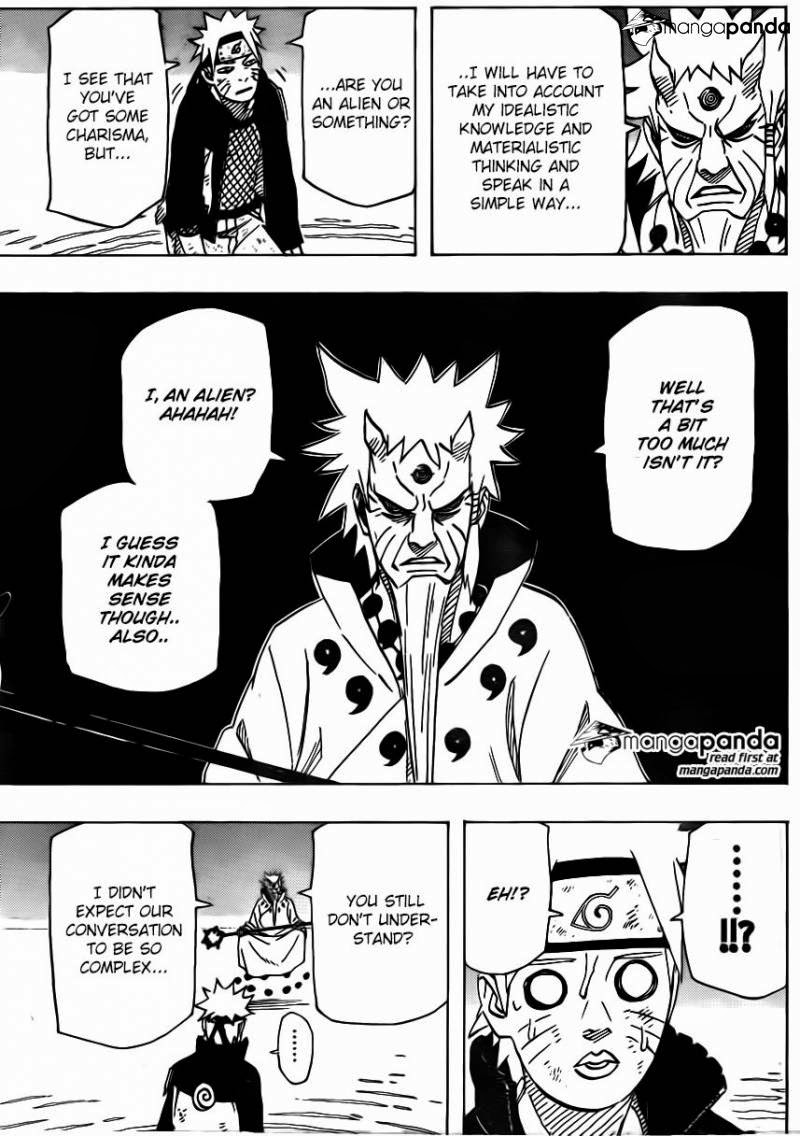 mangapanda
..I WILL HAVE TO
TAKE INTO ACCOUNT
MY IDEALISTIC
KNOWLEDGE AND
MATERIALISTIC
THINKING AND
SPEAK IN A
SIMPLE WAY...
...ARE YOU
AN ALIEN OR
SOMETHING?
I SEE THAT
YOU'VE
GOT SOME
CHARISMA,
BUT...
WELL
THAT'S
A BIT
TOO MUCH
ISN'T IT?
I, AN ALIEN?
AHAHAH!
I GUESS
IT KINDA
MAKES
SENSE
THOUGH..
ALSO..
mangapanda
read first at
mangapanda.com
......!!?
EH!?
YOU STILL
DON'T UNDER-
STAND?
I DIDN'T
EXPECT OUR
CONVERSATION
TO BE SO
COMPLEX...
.....